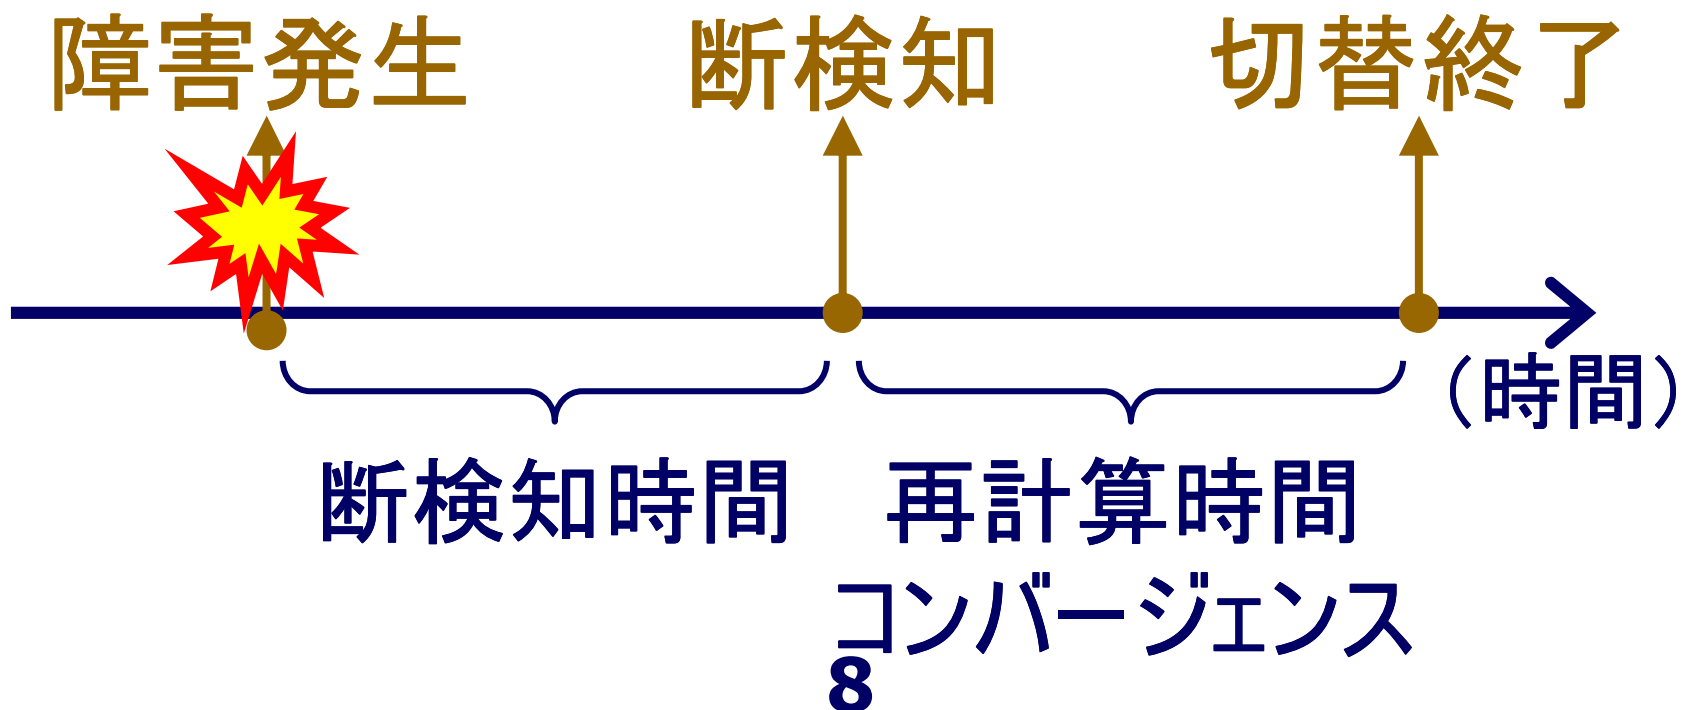 障害発生 断検知 切替終了
（時間）
断検知時間 再計算時間
コンバージェンス
8